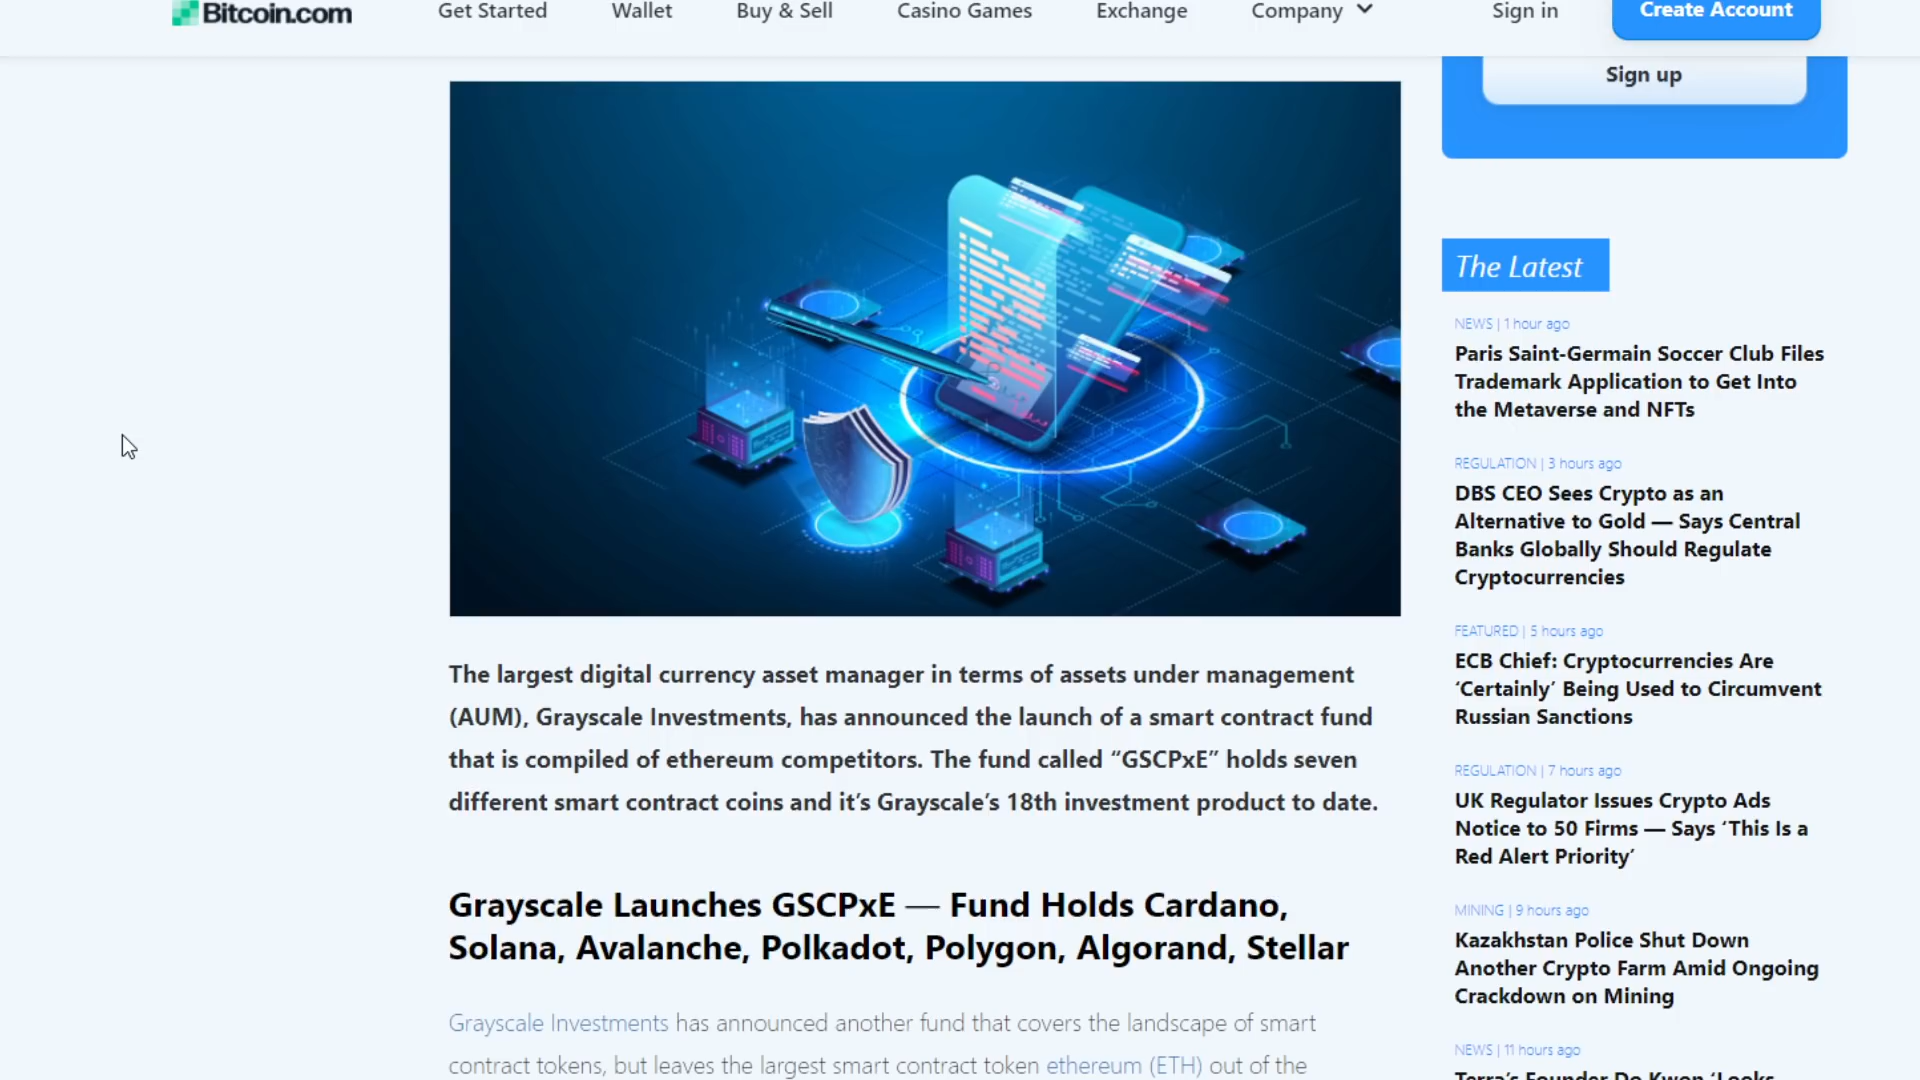 Bitcoin.com
Get Started
Wallet
Buy & Sell
Casino Games
Exchange
Company
Sign in
Create Account
Sign up
The largest digital currency asset manager in terms of assets under management
(AUM), Grayscale Investments, has announced the launch of a smart contract fund
that is compiled of ethereum competitors. The fund called “GSCPxE” holds seven
different smart contract coins and it’s Grayscale’s 18th investment product to date.
Grayscale Launches GSCPxE — Fund Holds Cardano,
Solana, Avalanche, Polkadot, Polygon, Algorand, Stellar
Grayscale Investments has announced another fund that covers the landscape of smart
contract tokens, but leaves the largest smart contract token ethereum (ETH) out of the
The Latest
NEWS | 1 hour ago
Paris Saint-Germain Soccer Club Files
Trademark Application to Get Into
the Metaverse and NFTs
REGULATION | 3 hours ago
DBS CEO Sees Crypto as an
Alternative to Gold — Says Central
Banks Globally Should Regulate
Cryptocurrencies
FEATURED | 5 hours ago
ECB Chief: Cryptocurrencies Are
‘Certainly’ Being Used to Circumvent
Russian Sanctions
REGULATION | 7 hours ago
UK Regulator Issues Crypto Ads
Notice to 50 Firms — Says ‘This Is a
Red Alert Priority’
MINING | 9 hours ago
Kazakhstan Police Shut Down
Another Crypto Farm Amid Ongoing
Crackdown on Mining
NEWS | 11 hours ago
Terra’s Founder Do Kwon ‘Looks